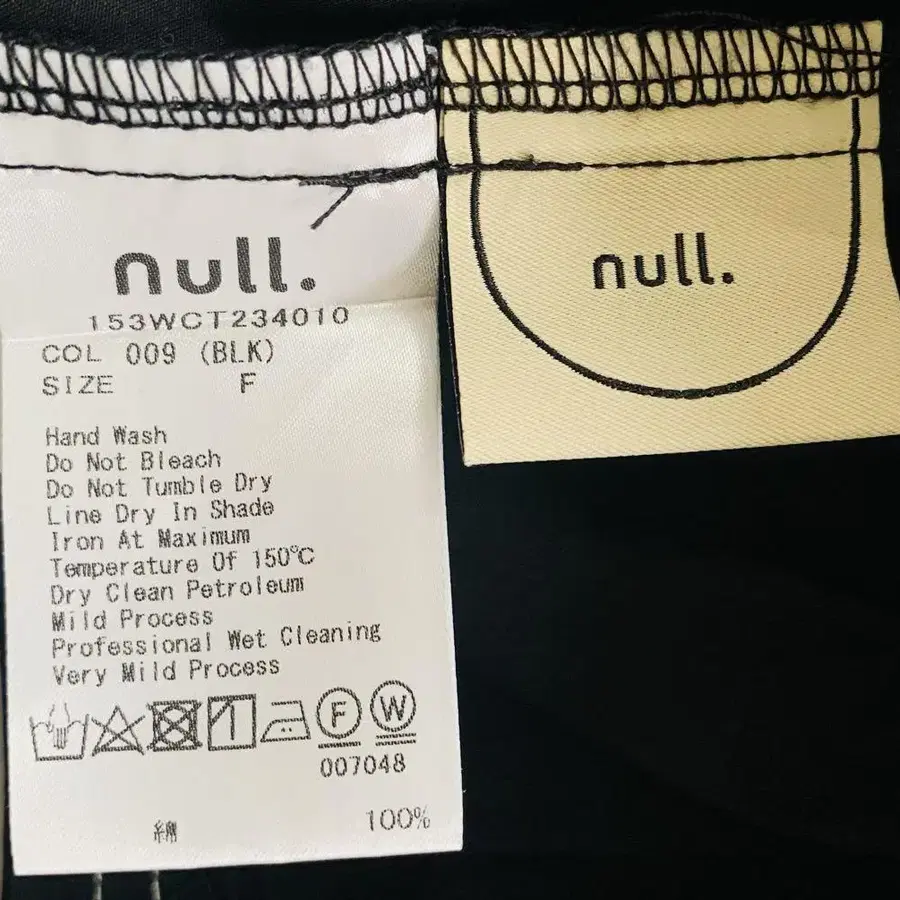 null.
153WCT234010
COL 009 (BLK)
SIZE F
Hand Wash
Do Not Bleach
Do Not Tumble Dry
Line Dry In Shade
Iron At Maximum
Temperature Of 150℃
Dry Clean Petroleum
Mild Process
Professional Wet Cleaning
Very Mild Process
F W
007048
綿 100%
null.